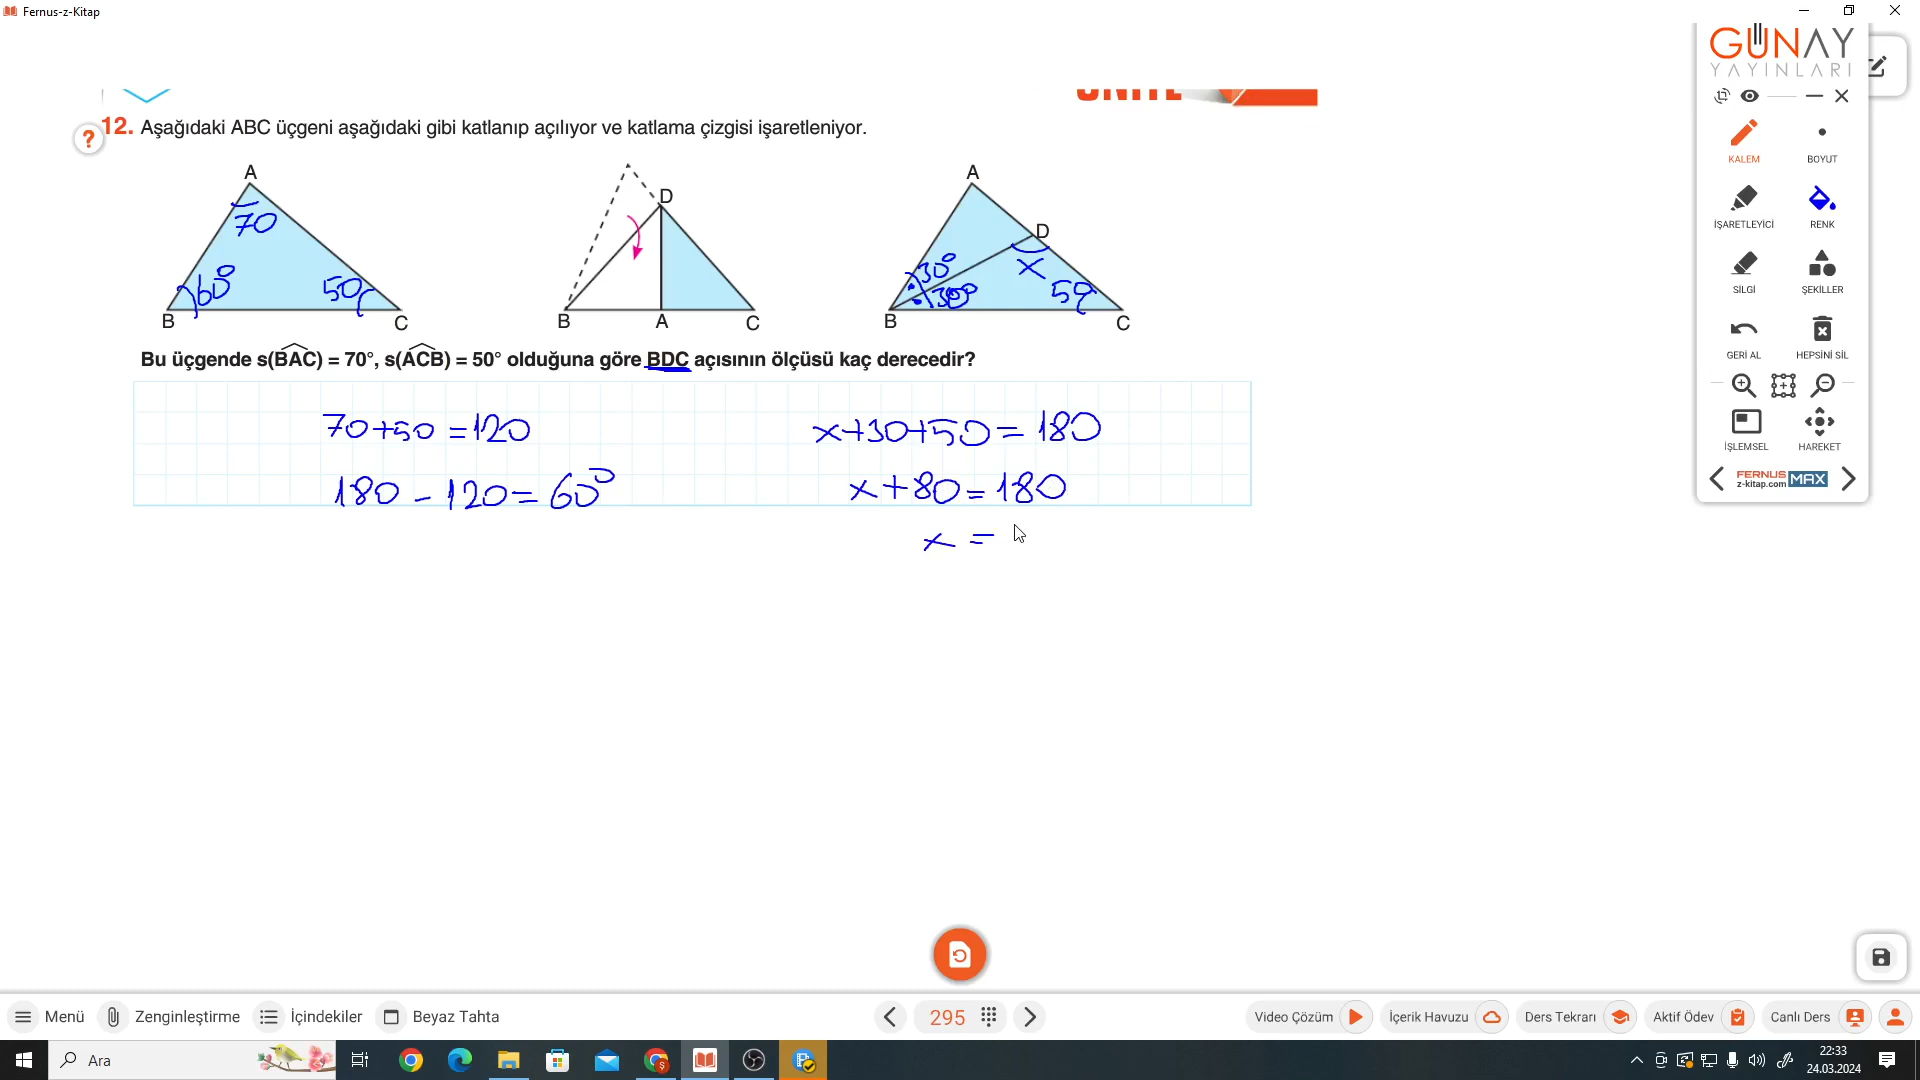 Fernus-z-Kitap
GÜNAY
YAYINLARI
12. Aşağıdaki ABC üçgeni aşağıdaki gibi katlanıp açılıyor ve katlama çizgisi işaretleniyor.
A
70
60°
50
B
C
D
B
A
C
A
D
30°
30°
x
50
B
C
Bu üçgende s(BAC) = 70°, s(ACB) = 50° olduğuna göre BDC açısının ölçüsü kaç derecedir?
70+50 = 120
180 - 120 = 60°
x+30+50 = 180
x+80 = 180
x =
KALEM
BOYUT
İŞARETLEYİCİ
RENK
SİLGİ
ŞEKİLLER
GERİ AL
HEPSİNİ SİL
İŞLEMSEL
HAREKET
FERNUS
z-kitap.com MAX
Menü
Zenginleştirme
İçindekiler
Beyaz Tahta
295
Video Çözüm
İçerik Havuzu
Ders Tekrarı
Aktif Ödev
Canlı Ders
Ara
22:33
24.03.2024